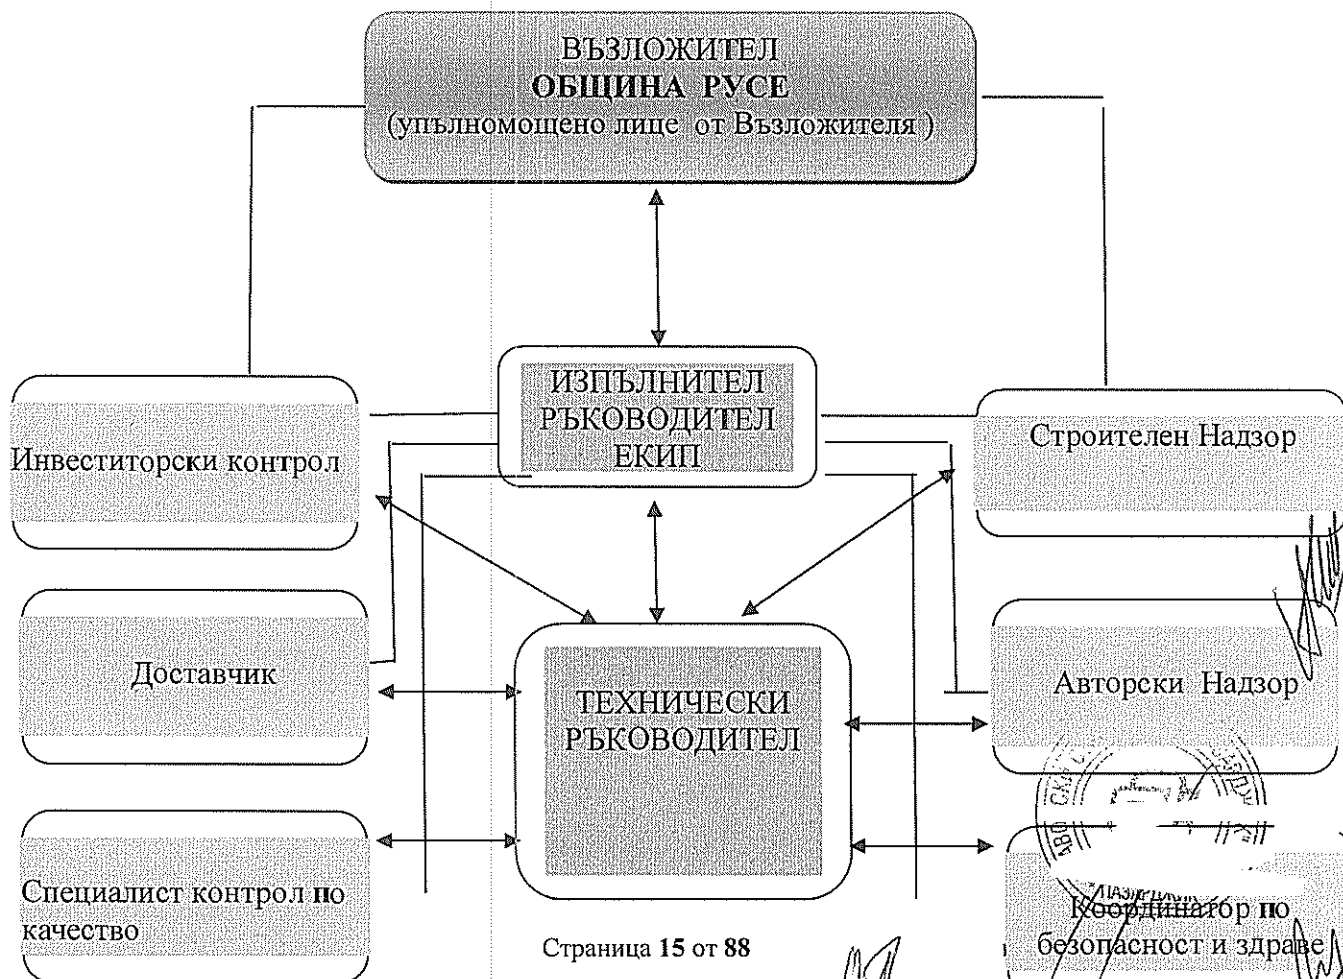 ВЪЗЛОЖИТЕЛ
ОБЩИНА РУСЕ
(упълномощено лице от Възложителя )
ИЗПЪЛНИТЕЛ
РЪКОВОДИТЕЛ
ЕКИП
Инвеститорски контрол
Строителен Надзор
Доставчик
ТЕХНИЧЕСКИ
РЪКОВОДИТЕЛ
Авторски Надзор
Специалист контрол по
качество
Координатор по
безопасност и здраве
Страница 15 от 88